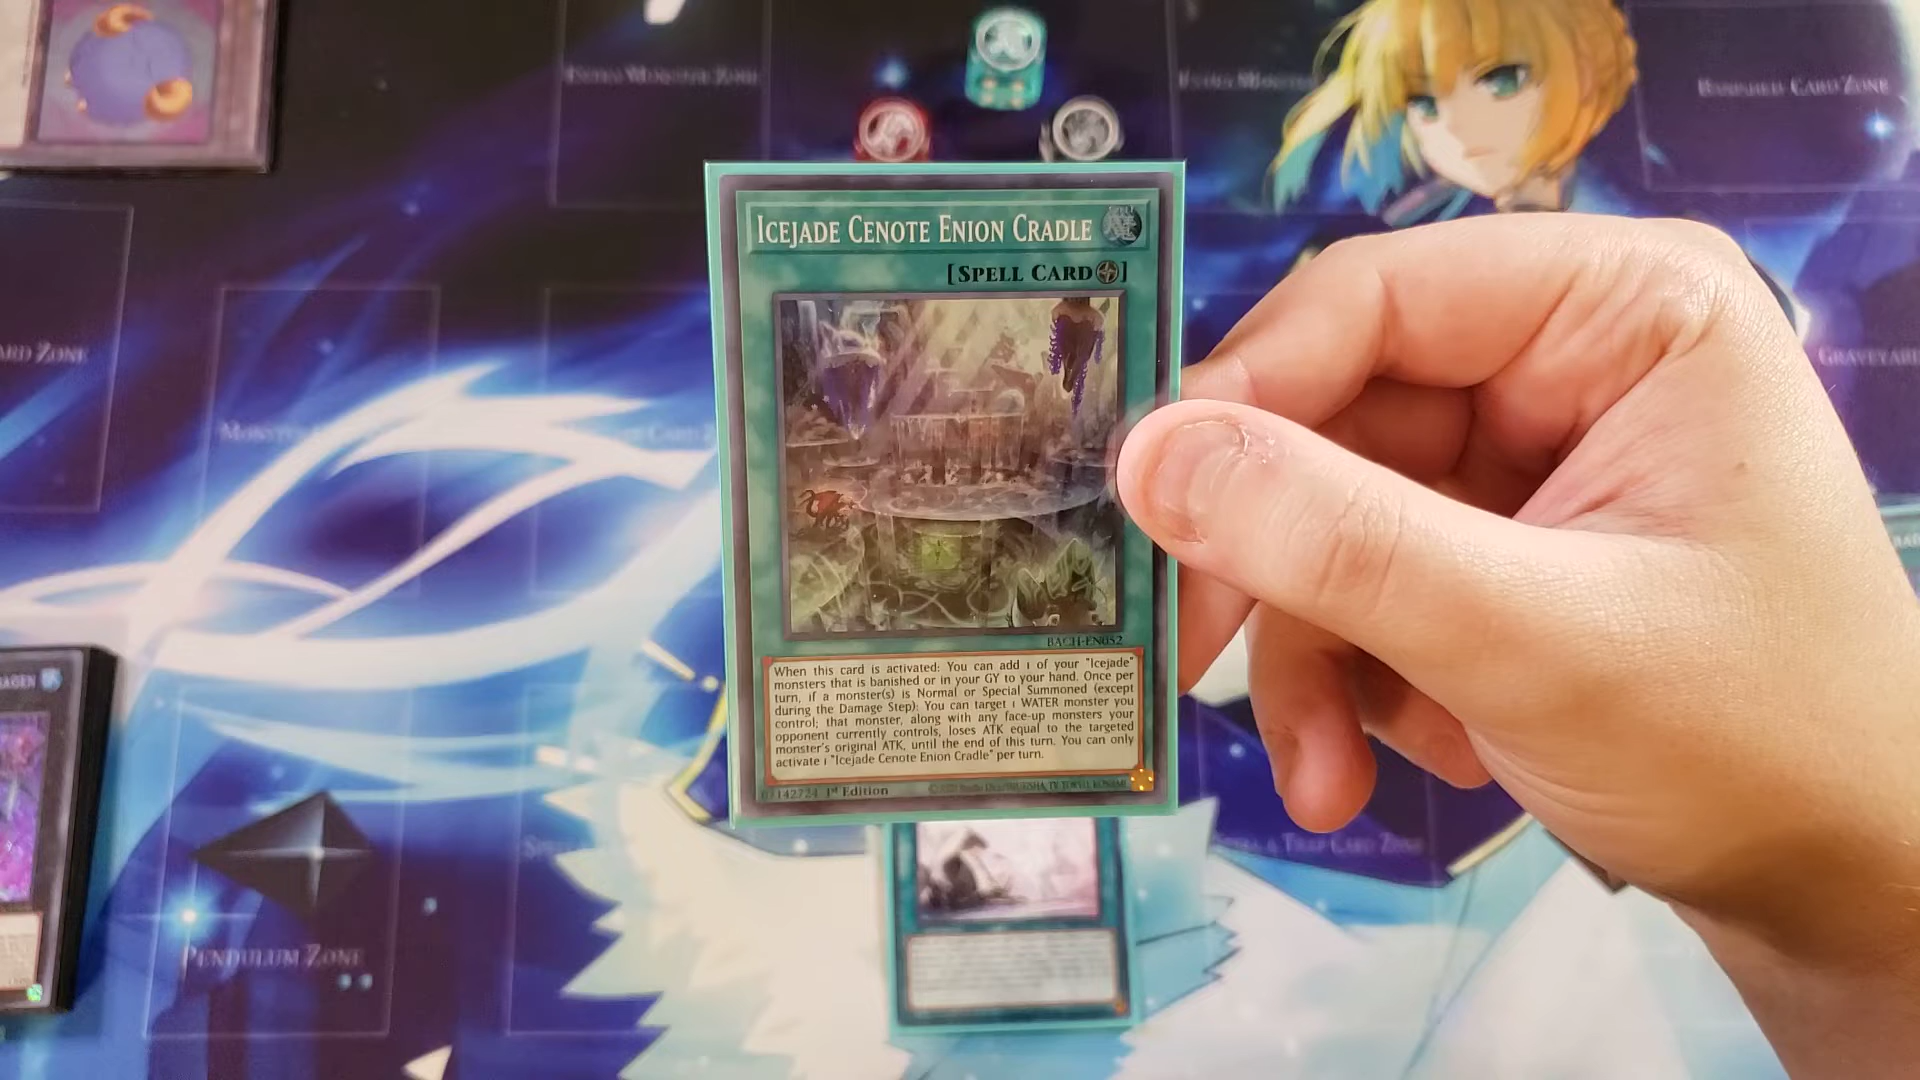 EXTRA MONSTER ZONE
EXTRA MONSTER
BANISHED CARD ZONE
ICEJADE CENOTE ENION CRADLE
[SPELL CARD]
ARD ZONE
GRAVEYARD
BACH-EN052
When this card is activated: You can add 1 of your "Icejade"
monsters that is banished or in your GY to your hand. Once per
turn, if a monster(s) is Normal or Special Summoned (except
during the Damage Step): You can target 1 WATER monster you
control; that monster, along with any face-up monsters your
opponent currently controls, loses ATK equal to the targeted
monster's original ATK, until the end of this turn. You can only
activate 1 "Icejade Cenote Enion Cradle" per turn.
1st Edition
& TRAP CARD ZONE
PENDULUM ZONE